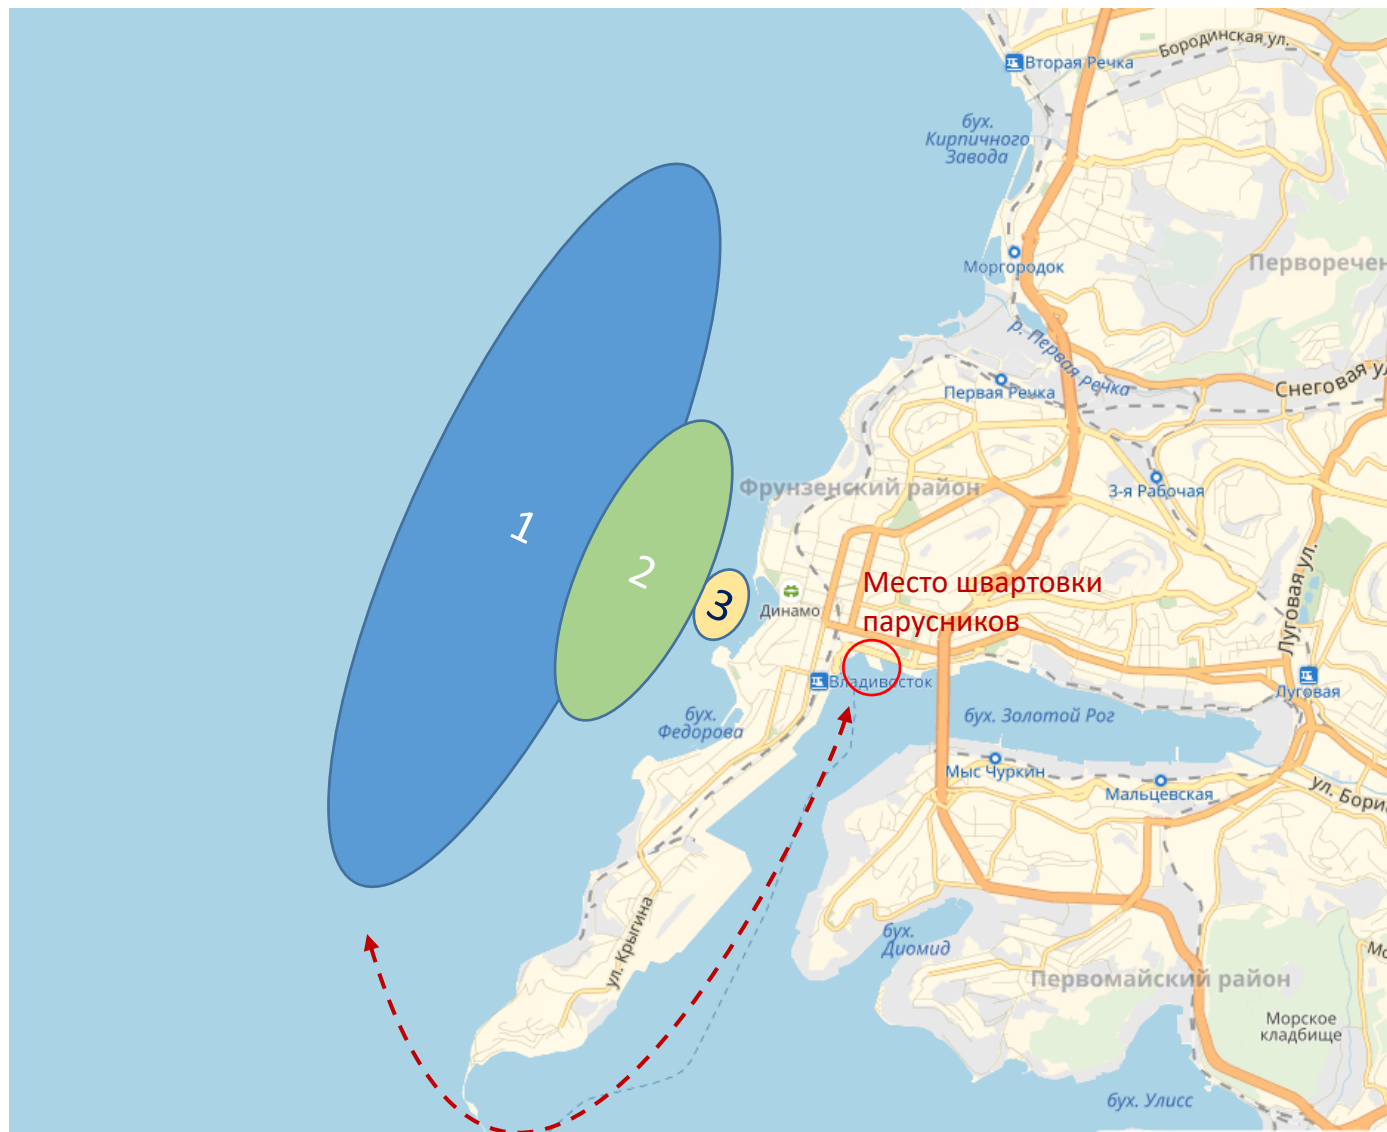 Бородинская ул.
Вторая Речка
бух.
Кирпичного
Завода
Моргородок
Первoречен
р. Первая речка
Первая Речка
Снеговая ул
Фрунзенский район
3-я Рабочая
1
2
3
Динамо
Место швартовки
парусников
Луговая ул.
Владивосток
Луговая
бух.
Федорова
бух. Золотой Рог
Мыс Чуркин
Мальцевская
ул. Бори
ул. Крыгина
бух.
Диомид
Первомайский район
Мо
Морское
кладбище
бух. Улисс